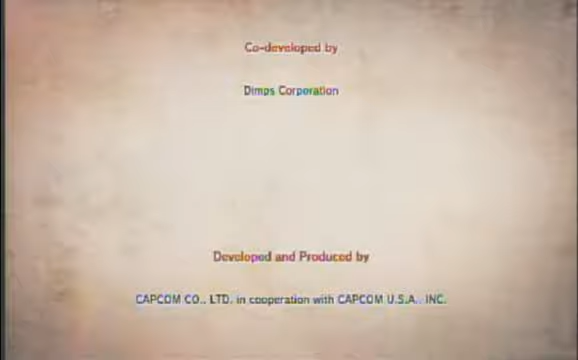 Co-developed by
Dimps Corporation
Developed and Produced by
CAPCOM CO., LTD. in cooperation with CAPCOM U.S.A., INC.